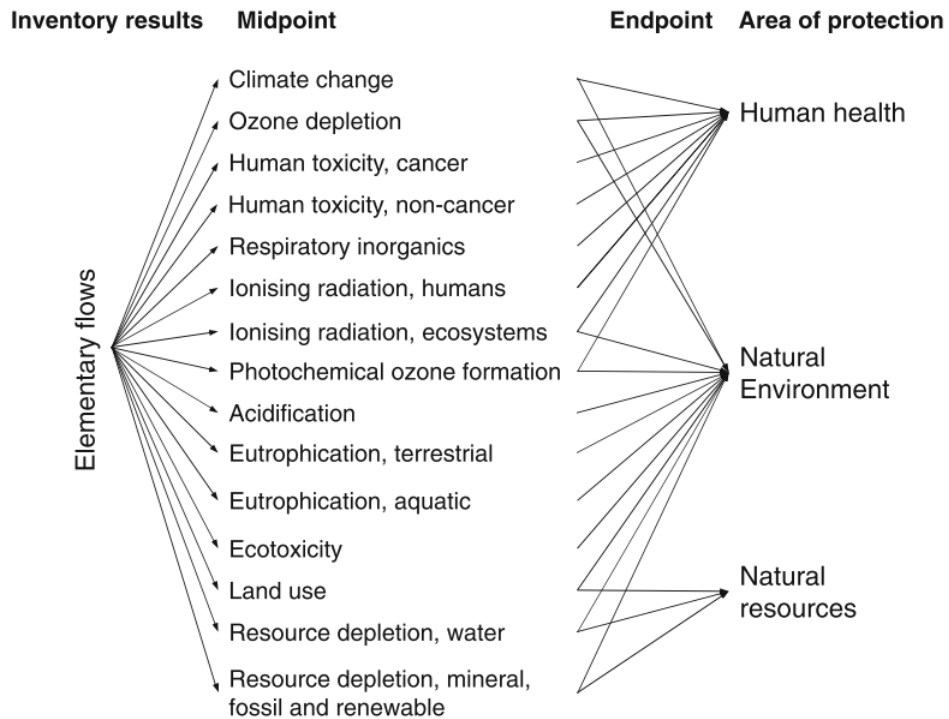 Inventory results Midpoint Endpoint Area of protection
Elementary flows
Climate change
Ozone depletion
Human toxicity, cancer
Human toxicity, non-cancer
Respiratory inorganics
Ionising radiation, humans
Ionising radiation, ecosystems
Photochemical ozone formation
Acidification
Eutrophication, terrestrial
Eutrophication, aquatic
Ecotoxicity
Land use
Resource depletion, water
Resource depletion, mineral,
fossil and renewable
Human health
Natural
Environment
Natural
resources